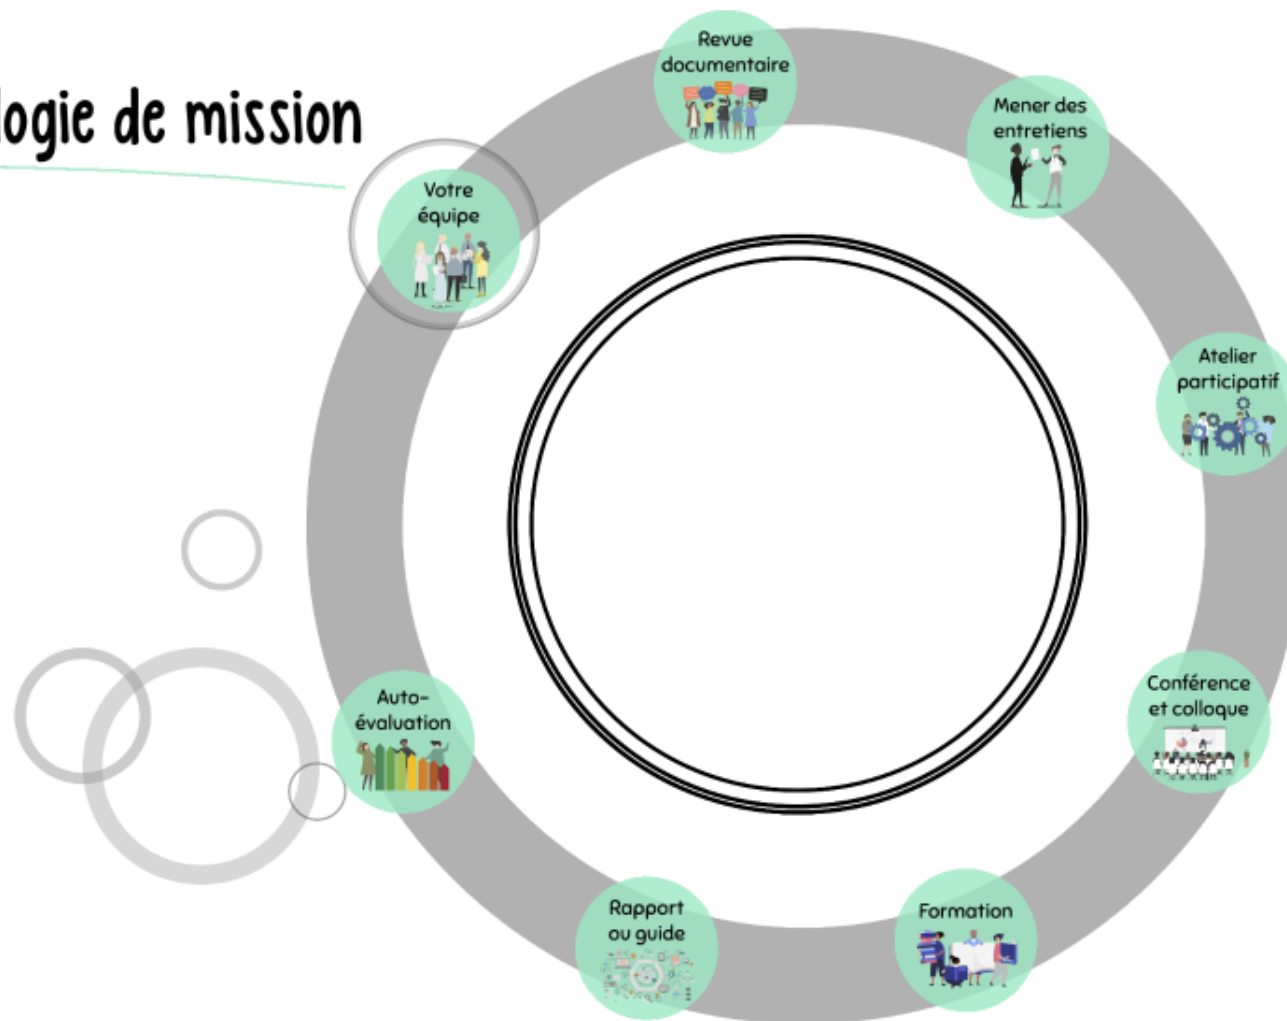 logie de mission
Votre
équipe
Revue
documentaire
Mener des
entretiens
Atelier
participatif
Conférence
et colloque
Formation
Rapport
ou guide
Auto-
évaluation